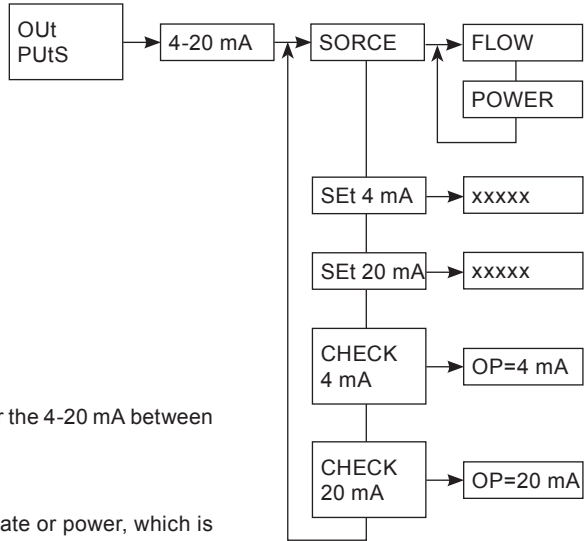 OUt
PUtS
4-20 mA
SORCE
FLOW
POWER
SEt 4 mA
xxxxx
SEt 20 mA
xxxxx
CHECK
4 mA
OP=4 mA
r the 4-20 mA between
CHECK
20 mA
OP=20 mA
ate or power, which is